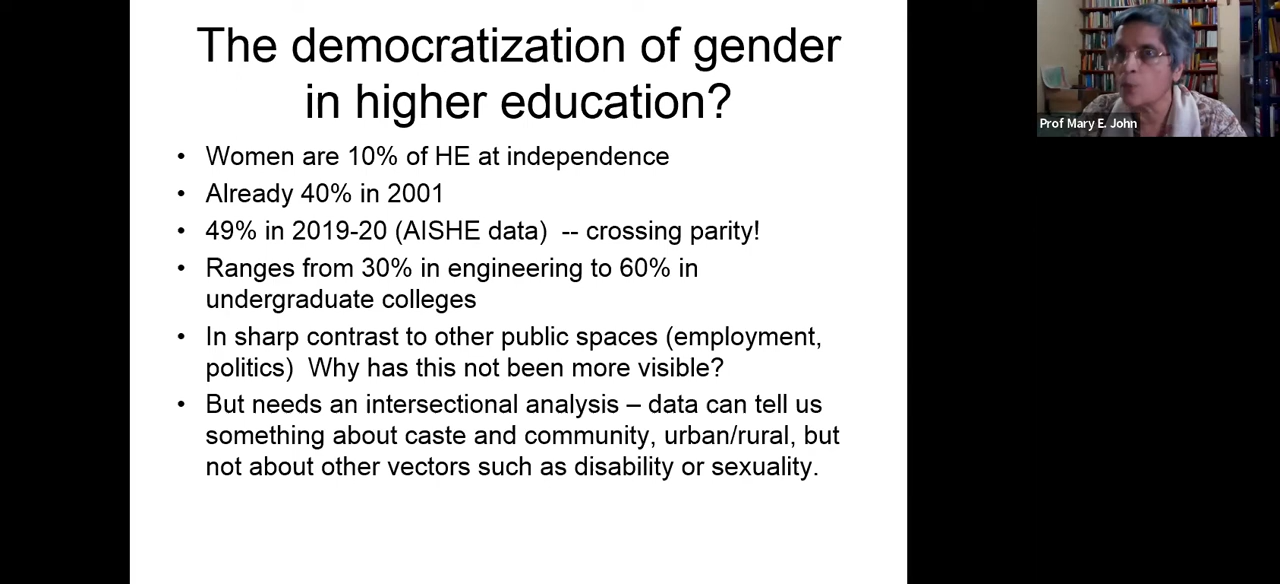 The democratization of gender
in higher education?
• Women are 10% of HE at independence
• Already 40% in 2001
• 49% in 2019-20 (AISHE data)  -- crossing parity!
• Ranges from 30% in engineering to 60% in
undergraduate colleges
• In sharp contrast to other public spaces (employment,
politics)  Why has this not been more visible?
• But needs an intersectional analysis – data can tell us
something about caste and community, urban/rural, but
not about other vectors such as disability or sexuality.
Prof Mary E. John